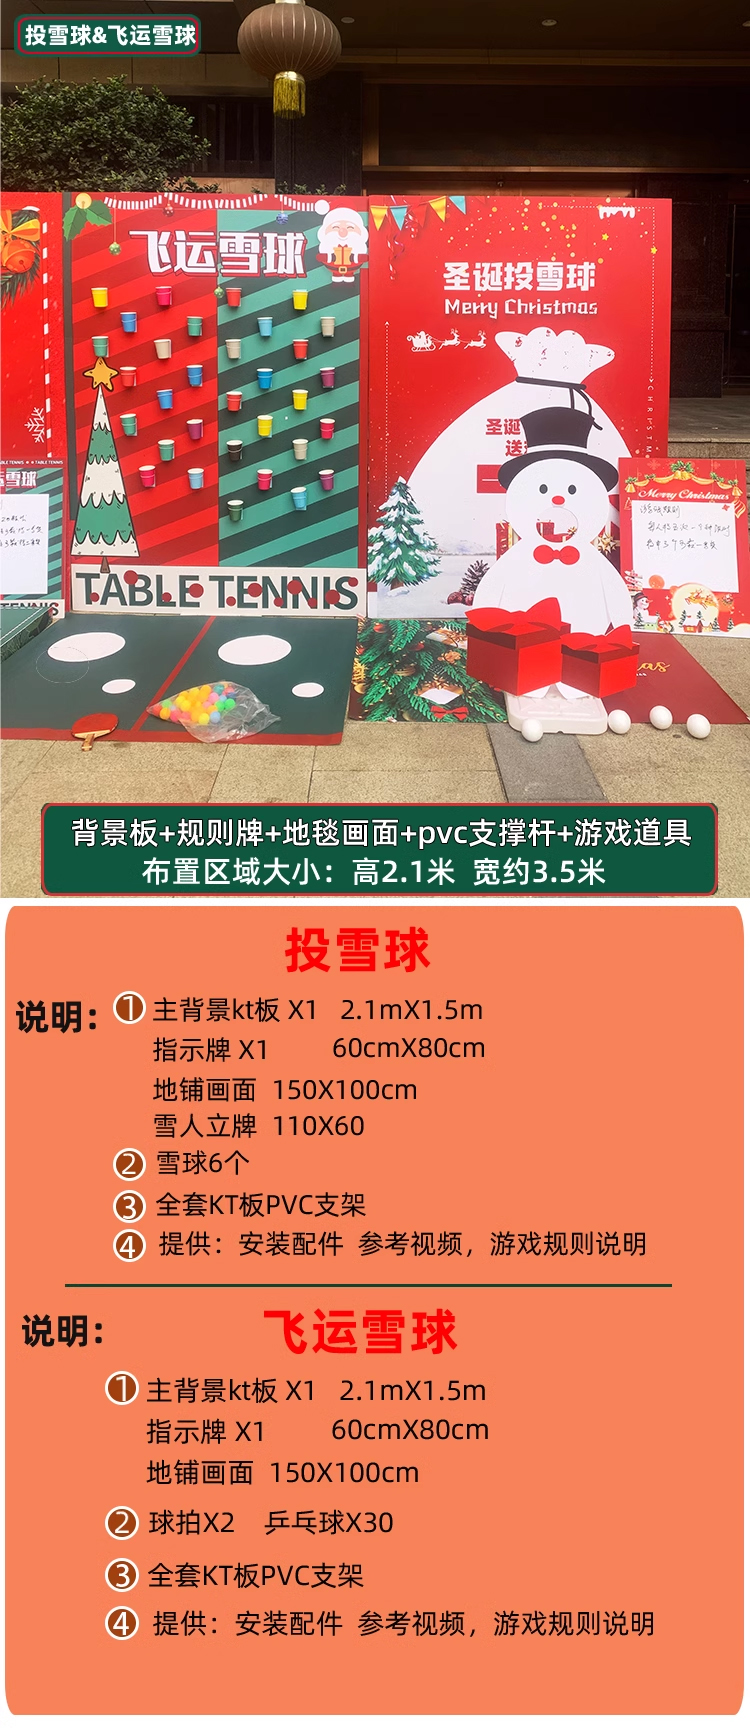 投雪球&飞运雪球
飞运雪球
圣诞投雪球
Merry Christmas
CHRISTM
圣诞
送
TABLE TENNIS ★ TABLE TENNIS
雪球
Merry Christmas
游戏规则
TABLE TENNIS
TENNIS
as
背景板+规则牌+地毯画面+pvc支撑杆+游戏道具
布置区域大小：高2.1米 宽约3.5米
投雪球
说明：
① 主背景kt板 X1 2.1mX1.5m
指示牌 X1 60cmX80cm
地铺画面 150X100cm
雪人立牌 110X60
② 雪球6个
③ 全套KT板PVC支架
④ 提供：安装配件 参考视频，游戏规则说明
飞运雪球
说明：
① 主背景kt板 X1 2.1mX1.5m
指示牌 X1 60cmX80cm
地铺画面 150X100cm
② 球拍X2 乒乓球X30
③ 全套KT板PVC支架
④ 提供：安装配件 参考视频，游戏规则说明